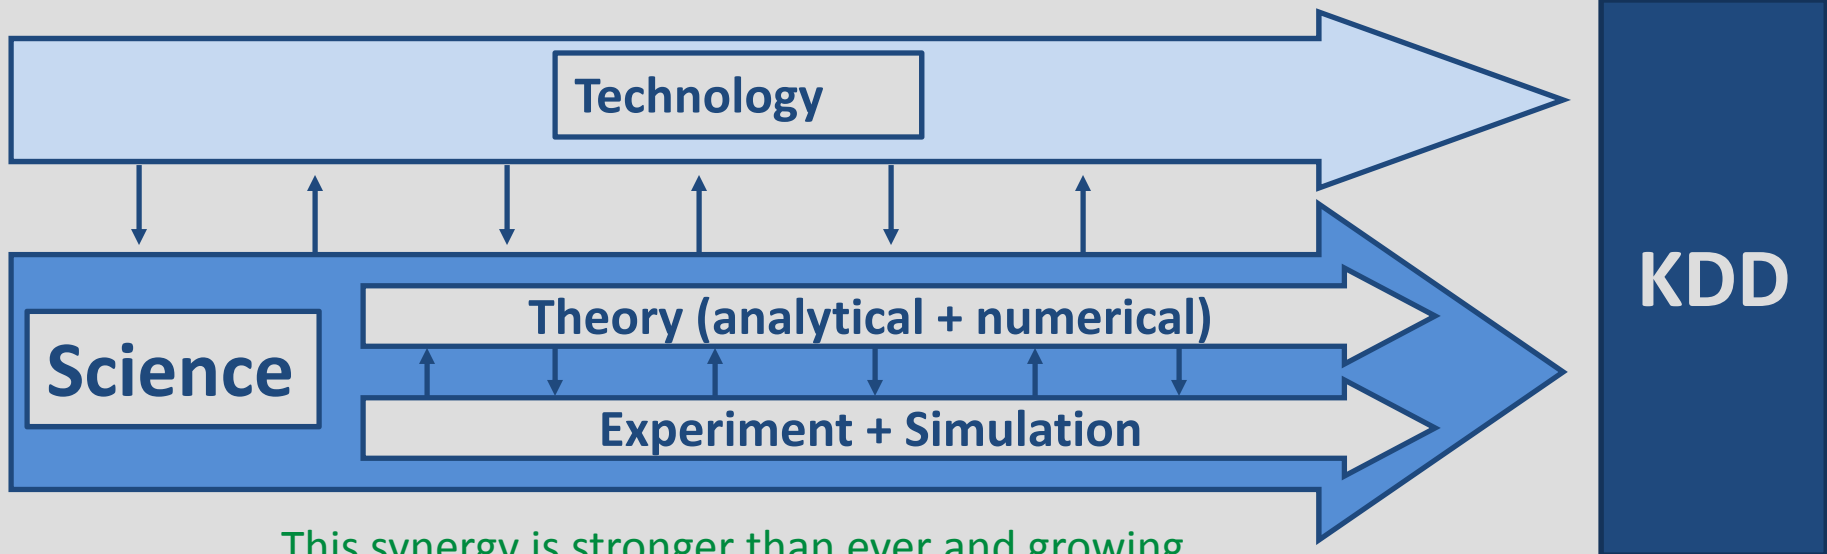 Technology
KDD
Theory (analytical + numerical)
Science
Experiment + Simulation
This synergy is stronger than ever and growing